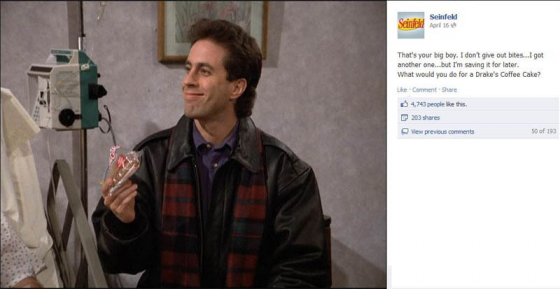 Seinfeld
Seinfeld
April 16
That's your big boy. I don't give out bites...I got
another one...but I'm saving it for later.
What would you do for a Drake's Coffee Cake?
Like · Comment · Share
4,743 people like this.
203 shares
View previous comments
50 of 193